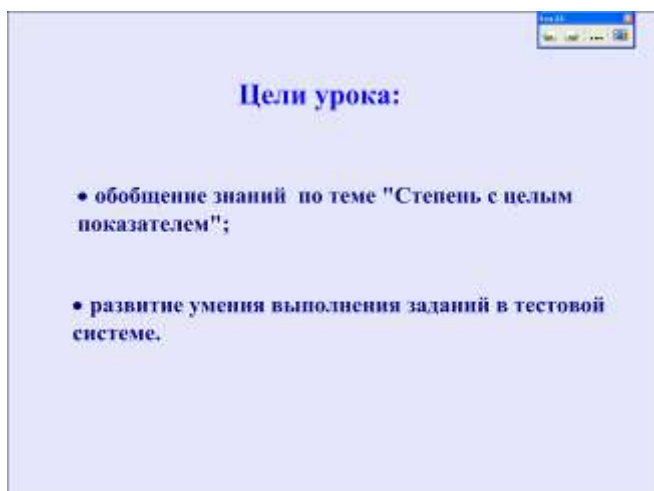 Цели урока:
• обобщение знаний по теме "Степень с целым
показателем";
• развитие умения выполнения заданий в тестовой
системе.